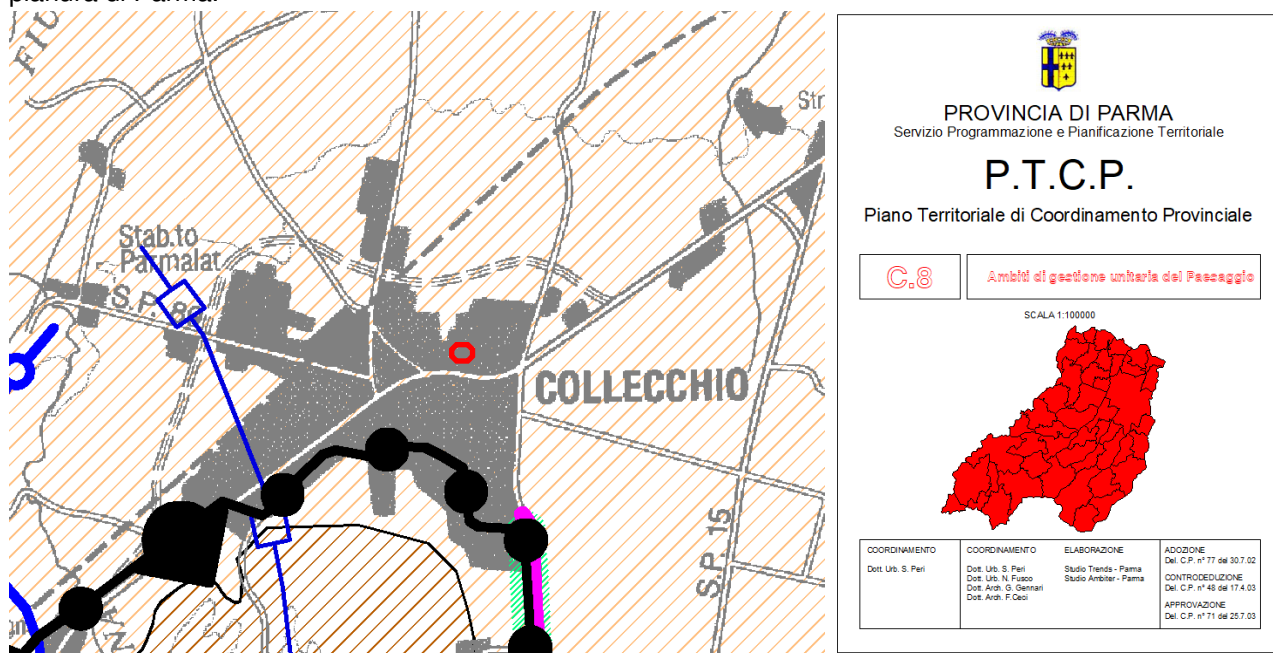 pianura di Parma.
FIU
Str
Stab.to
Parmalat
S.P. 8
COLLECCHIO
S.P. 15
PROVINCIA DI PARMA
Servizio Programmazione e Pianificazione Territoriale
P.T.C.P.
Piano Territoriale di Coordinamento Provinciale
C.8
Ambiti di gestione unitaria del Paesaggio
SCALA 1:100000
COORDINAMENTO
Dott. Urb. S. Peri
COORDINAMENTO
Dott. Urb. S. Peri
Dott. Urb. N. Fusco
Dott. Arch. G. Gennari
Dott. Arch. F.Ceci
ELABORAZIONE
Studio Trends - Parma
Studio Ambiter - Parma
ADOZIONE
Del. C.P. n° 77 del 30.7.02
CONTRODEDUZIONE
Del. C.P. n° 48 del 17.4.03
APPROVAZIONE
Del. C.P. n° 71 del 25.7.03